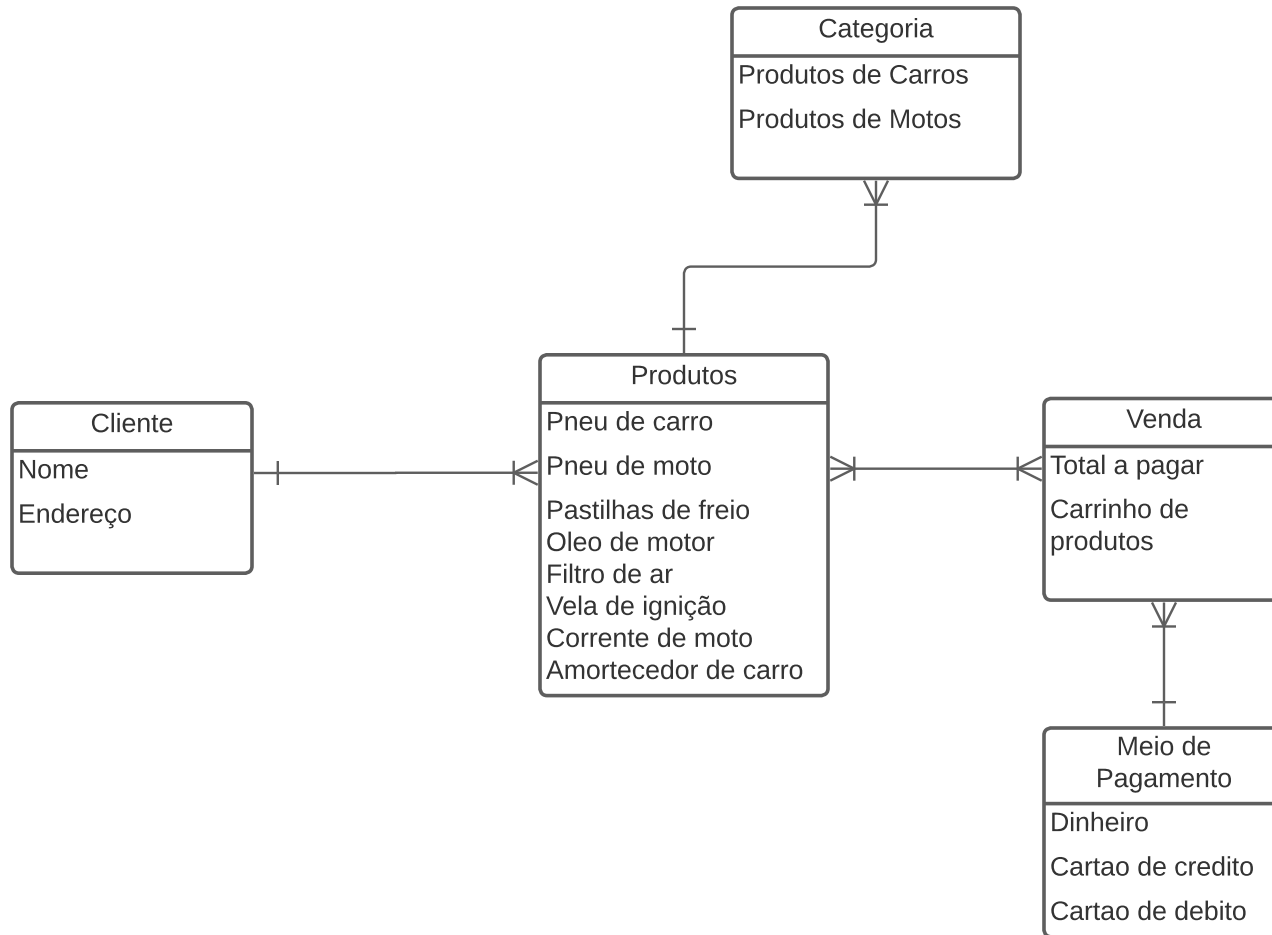 Categoria
Produtos de Carros
Produtos de Motos
Produtos
Pneu de carro
Pneu de moto
Pastilhas de freio
Oleo de motor
Filtro de ar
Vela de ignição
Corrente de moto
Amortecedor de carro
Cliente
Nome
Endereço
Venda
Total a pagar
Carrinho de
produtos
Meio de
Pagamento
Dinheiro
Cartao de credito
Cartao de debito